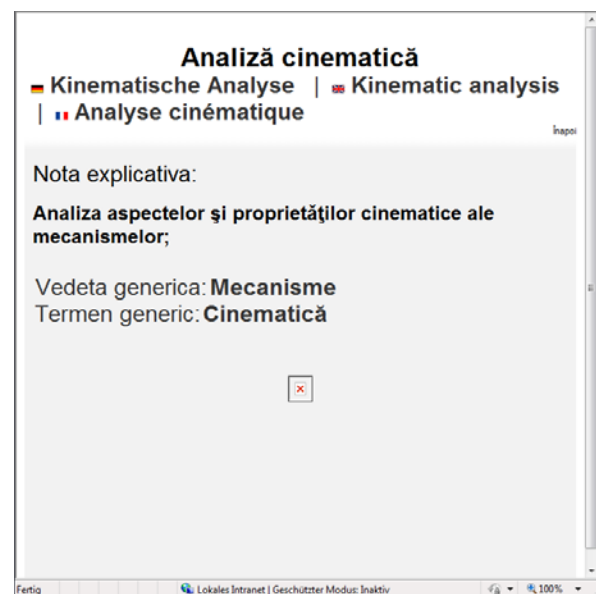 Analiză cinematică
Kinematische Analyse | Kinematic analysis
| Analyse cinématique
Înapoi
Nota explicativa:
Analiza aspectelor şi proprietăţilor cinematice ale
mecanismelor;
Vedeta generica: Mecanisme
Termen generic: Cinematică
Fertig Lokales Intranet | Geschützter Modus: Inaktiv 100%